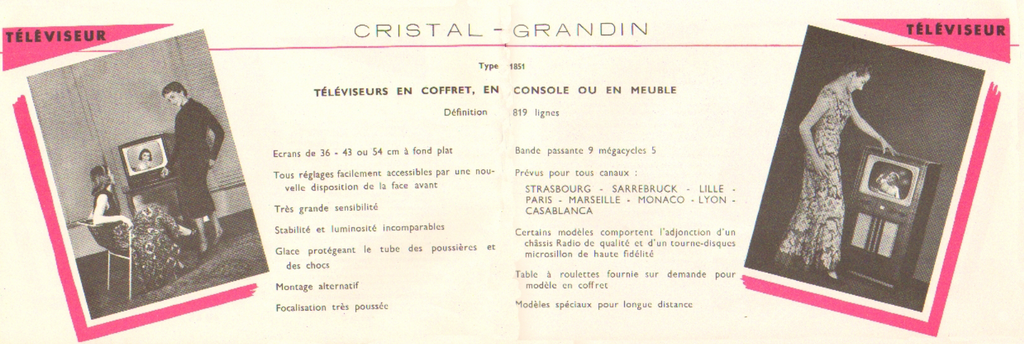 TÉLÉVISEUR
CRISTAL - GRANDIN
TÉLÉVISEUR
Type 1851
TÉLÉVISEURS EN COFFRET, EN CONSOLE OU EN MEUBLE
Définition 819 lignes
Ecrans de 36 - 43 ou 54 cm à fond plat
Tous réglages facilement accessibles par une nou-
velle disposition de la face avant
Très grande sensibilité
Stabilité et luminosité incomparables
Glace protégeant le tube des poussières et
des chocs
Montage alternatif
Focalisation très poussée
Bande passante 9 mégacycles 5
Prévus pour tous canaux :
STRASBOURG - SARREBRUCK - LILLE -
PARIS - MARSEILLE - MONACO - LYON -
CASABLANCA
Certains modèles comportent l'adjonction d'un
châssis Radio de qualité et d'un tourne-disques
microsillon de haute fidélité
Table à roulettes fournie sur demande pour
modèle en coffret
Modèles spéciaux pour longue distance